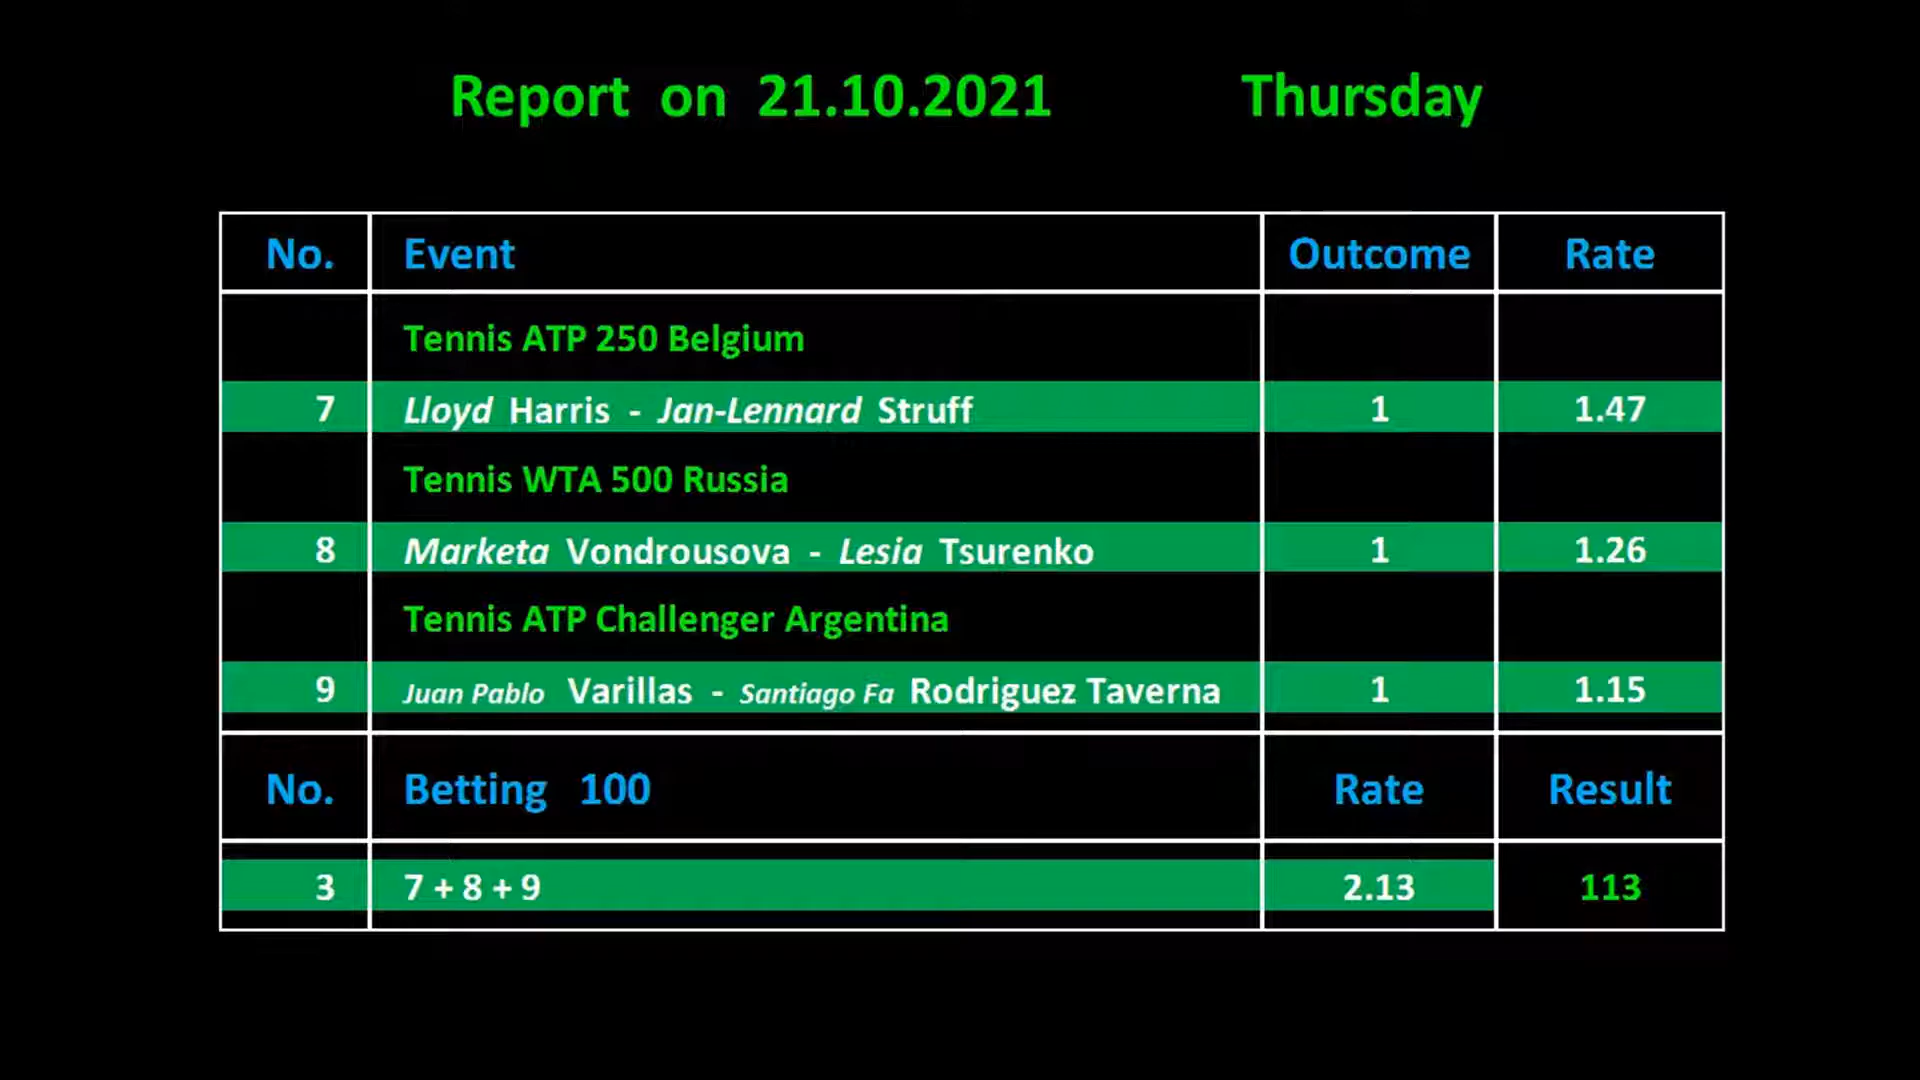 Report on 21.10.2021 Thursday
No. Event Outcome Rate
Tennis ATP 250 Belgium
7 Lloyd Harris - Jan-Lennard Struff 1 1.47
Tennis WTA 500 Russia
8 Marketa Vondrousova - Lesia Tsurenko 1 1.26
Tennis ATP Challenger Argentina
9 Juan Pablo Varillas - Santiago Fa Rodriguez Taverna 1 1.15
No. Betting 100 Rate Result
3 7 + 8 + 9 2.13 113